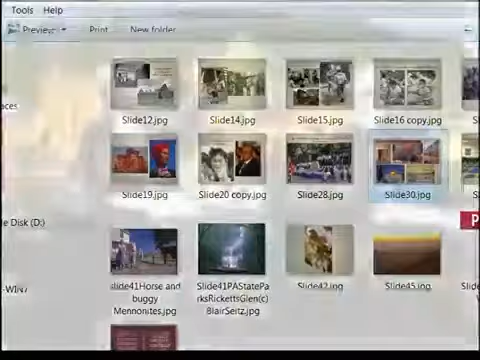 Tools Help
Preview Print New folder
Slide12.jpg Slide14.jpg Slide15.jpg Slide16 copy.jpg
aces
Slide19.jpg Slide20 copy.jpg Slide28.jpg Slide30.jpg
e Disk (D:)
P
-WIN7
slide41Horse and
buggy
Mennonites.jpg
Slide41PAStatePa
rksRickettsGlen(c)
BlairSeitz.jpg
Slide42.jpg Slide45.jpg